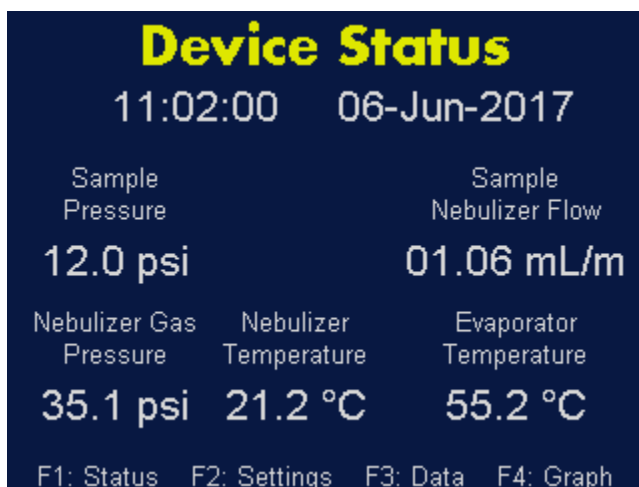 Device Status
11:02:00 06-Jun-2017
Sample Pressure
12.0 psi
Sample Nebulizer Flow
01.06 mL/m
Nebulizer Gas Pressure
35.1 psi
Nebulizer Temperature
21.2 °C
Evaporator Temperature
55.2 °C
F1: Status F2: Settings F3: Data F4: Graph